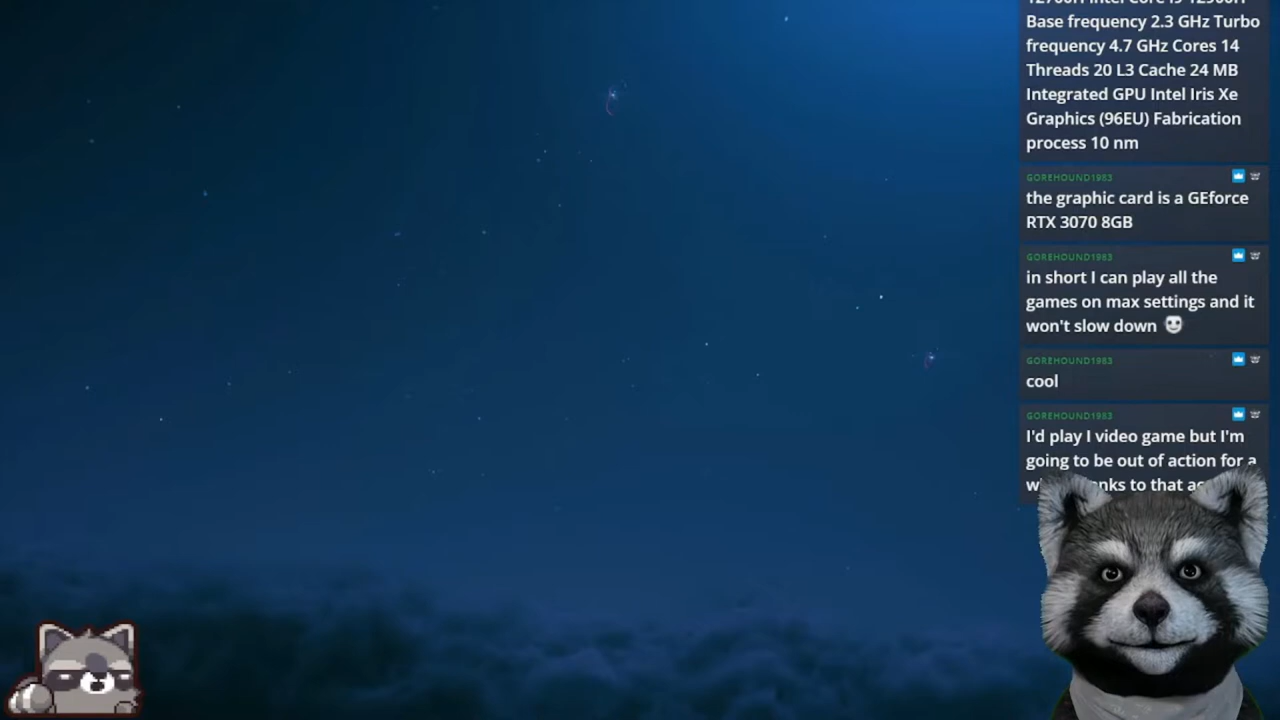 Base frequency 2.3 GHz Turbo
frequency 4.7 GHz Cores 14
Threads 20 L3 Cache 24 MB
Integrated GPU Intel Iris Xe
Graphics (96EU) Fabrication
process 10 nm
GOREHOUND1983
the graphic card is a GEforce
RTX 3070 8GB
GOREHOUND1983
in short I can play all the
games on max settings and it
won't slow down
GOREHOUND1983
cool
GOREHOUND1983
I'd play I video game but I'm
going to be out of action for a
to that